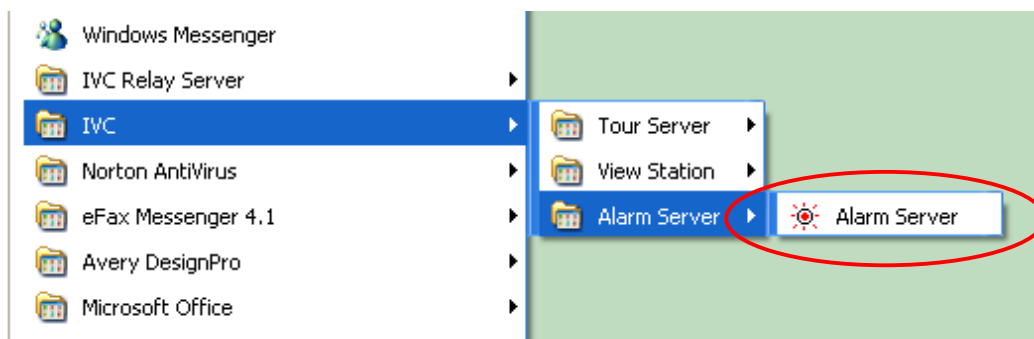 Windows Messenger
IVC Relay Server
IVC
Norton AntiVirus
eFax Messenger 4.1
Avery DesignPro
Microsoft Office
Tour Server
View Station
Alarm Server
Alarm Server